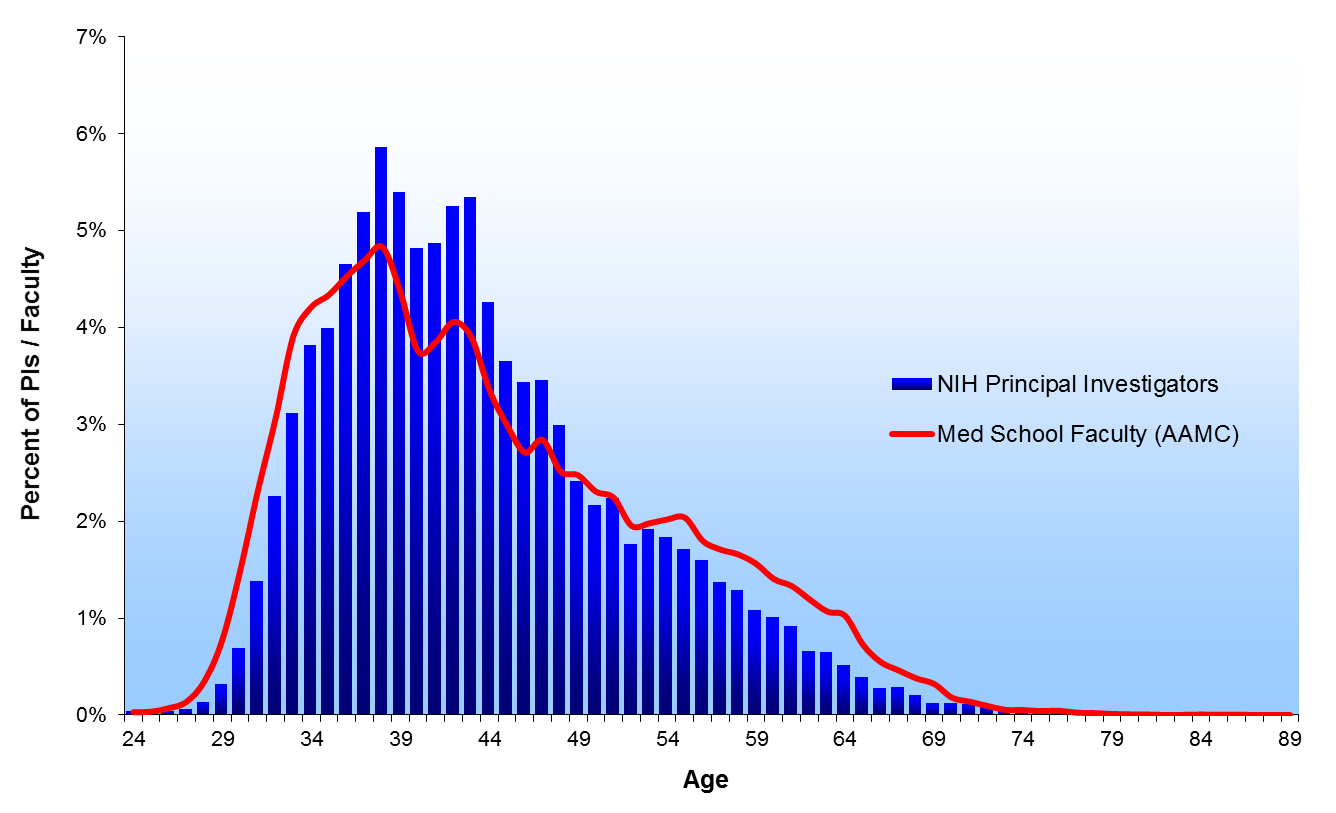 7%
6%
5%
4%
3%
2%
1%
0%
Percent of PIs / Faculty
NIH Principal Investigators
Med School Faculty (AAMC)
24 29 34 39 44 49 54 59 64 69 74 79 84 89
Age